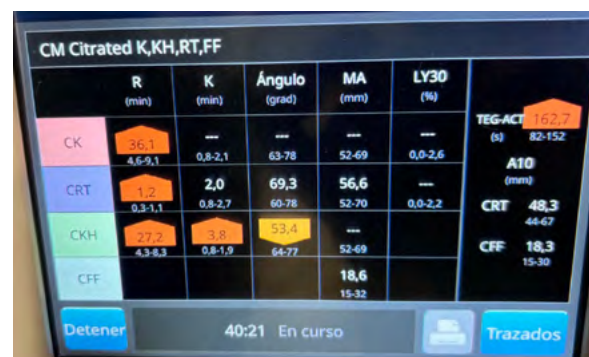 CM Citrated K,KH,RT,FF
R K Ángulo MA LY30
(min) (min) (grad) (mm) (%)
TEG-ACT 162,7
(s) 82-152
CK 36,1 --- --- --- ---
4,6-9,1 0,8-2,1 63-78 52-69 0,0-2,6
A10
(mm)
CRT 1,2 2,0 69,3 56,6 ---
0,3-1,1 0,8-2,7 60-78 52-70 0,0-2,2
CRT 48,3
44-67
CKH 27,2 3,8 53,4 ---
4,3-8,3 0,8-1,9 64-77 52-69
CFF 18,3
15-30
CFF 18,6
15-32
Detener 40:21 En curso Trazados